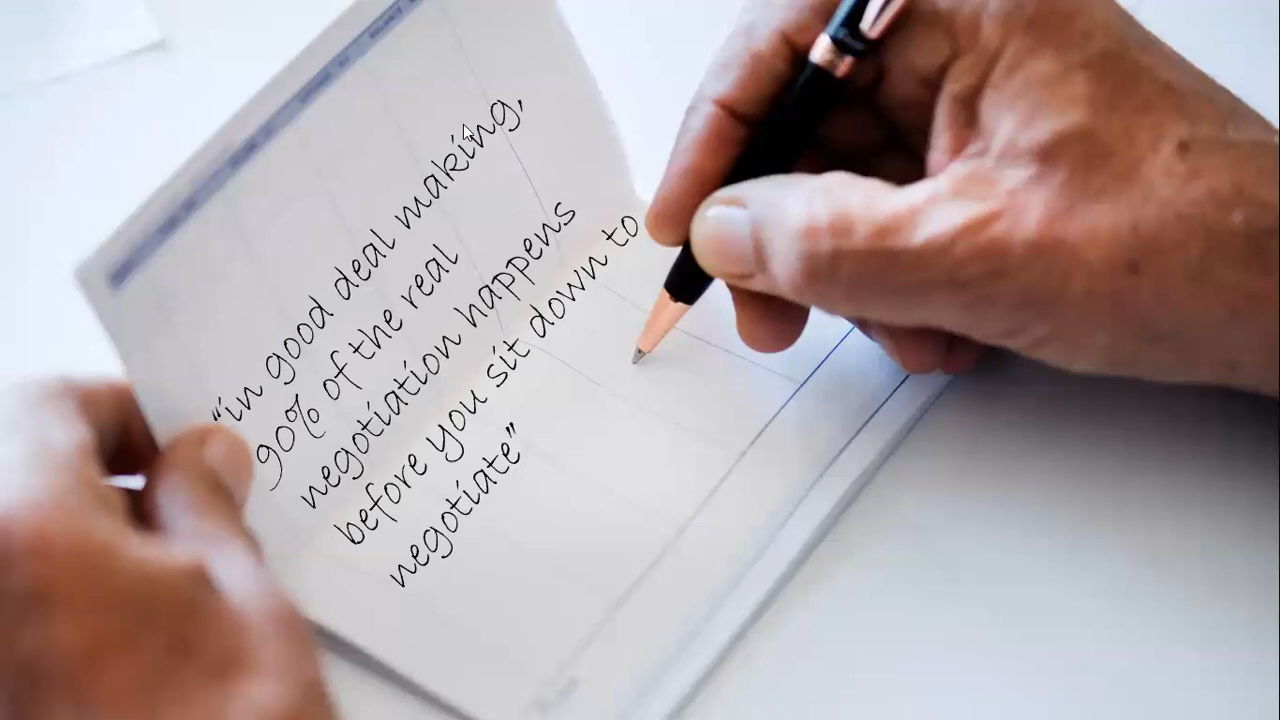 "in good deal making,
90% of the real
negotiation happens
before you sit down to
negotiate"